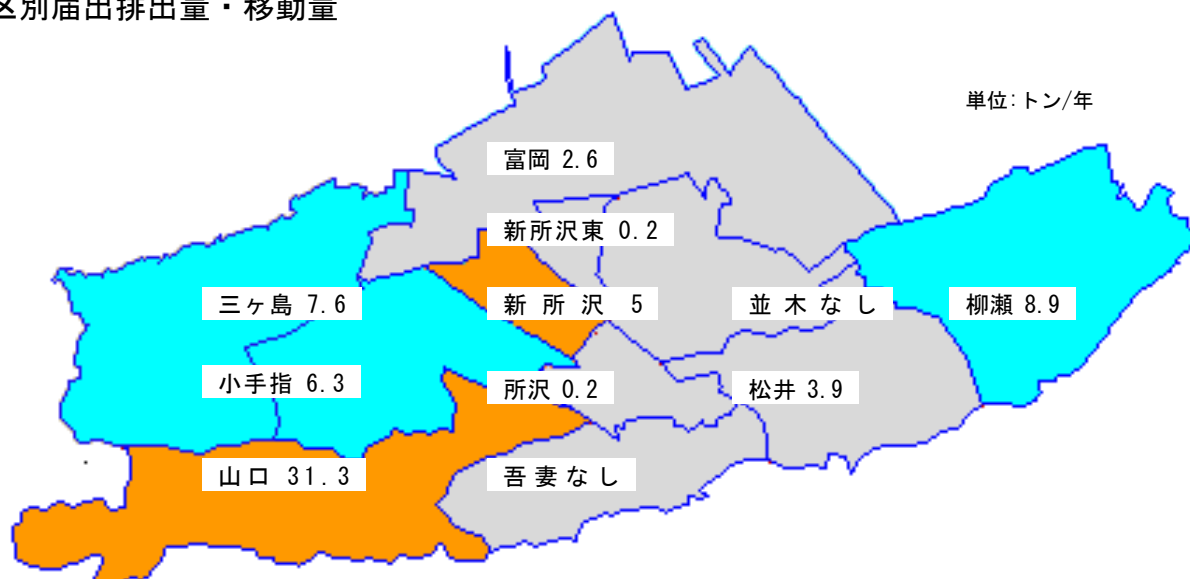 区別届出排出量・移動量
単位:トン/年
富岡 2.6
新所沢東 0.2
三ヶ島 7.6
新所沢 5
並木なし
柳瀬 8.9
小手指 6.3
所沢 0.2
松井 3.9
山口 31.3
吾妻なし